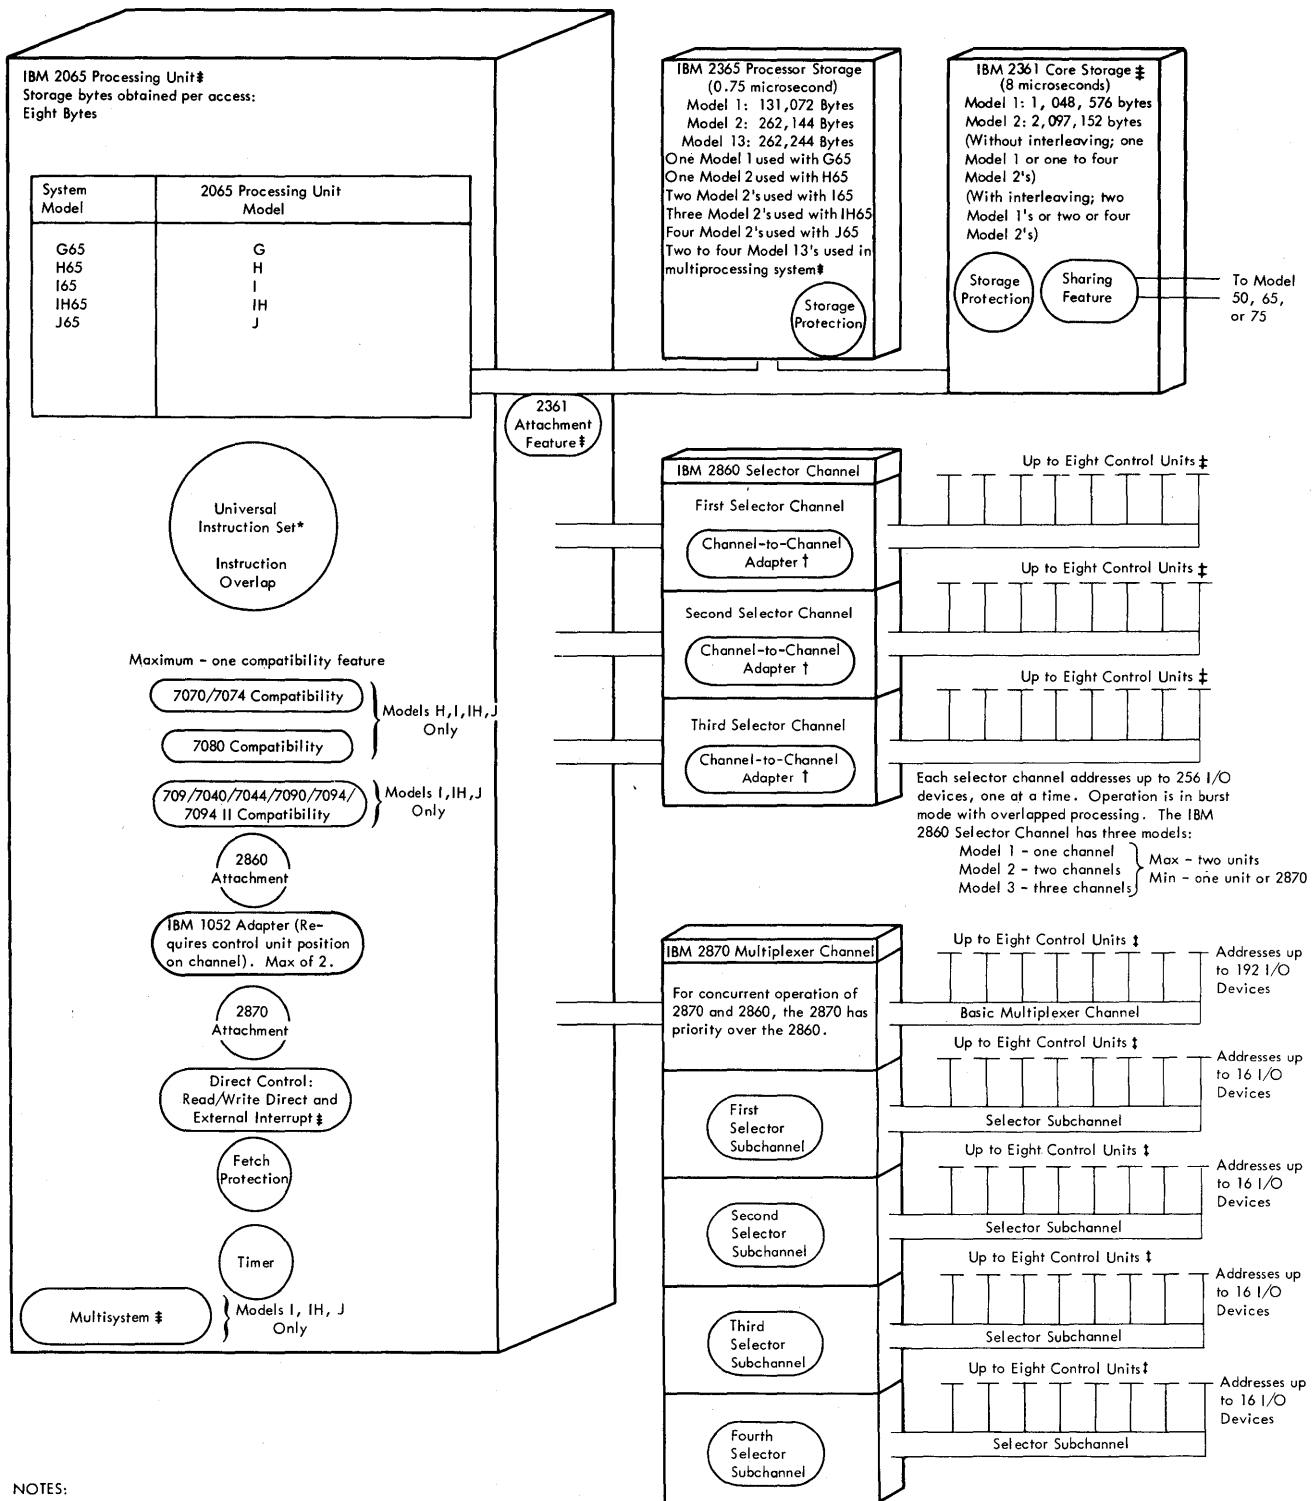 IBM 2065 Processing Unit‡
Storage bytes obtained per access:
Eight Bytes
System
Model
2065 Processing Unit
Model
G65 G
H65 H
I65 I
IH65 IH
J65 J
2361
Attachment
Feature ‡
Universal
Instruction Set*
Instruction
Overlap
Maximum - one compatibility feature
7070/7074 Compatibility
7080 Compatibility
Models H,I,IH,J
Only
709/7040/7044/7090/7094/
7094 II Compatibility
Models I,IH,J
Only
2860
Attachment
IBM 1052 Adapter (Re-
quires control unit position
on channel). Max of 2.
2870
Attachment
Direct Control:
Read/Write Direct and
External Interrupt ‡
Fetch
Protection
Timer
Multisystem ‡
Models I, IH, J
Only
IBM 2365 Processor Storage
(0.75 microsecond)
Model 1: 131,072 Bytes
Model 2: 262,144 Bytes
Model 13: 262,244 Bytes
One Model 1 used with G65
One Model 2 used with H65
Two Model 2's used with I65
Three Model 2's used with IH65
Four Model 2's used with J65
Two to four Model 13's used in
multiprocessing system‡
Storage
Protection
IBM 2361 Core Storage ‡
(8 microseconds)
Model 1: 1, 048, 576 bytes
Model 2: 2,097,152 bytes
(Without interleaving; one
Model 1 or one to four
Model 2's)
(With interleaving; two
Model 1's or two or four
Model 2's)
Storage
Protection
Sharing
Feature
To Model
50, 65,
or 75
IBM 2860 Selector Channel
First Selector Channel
Channel-to-Channel
Adapter †
Up to Eight Control Units ‡
Second Selector Channel
Channel-to-Channel
Adapter †
Up to Eight Control Units ‡
Third Selector Channel
Channel-to-Channel
Adapter †
Up to Eight Control Units ‡
Each selector channel addresses up to 256 I/O
devices, one at a time. Operation is in burst
mode with overlapped processing. The IBM
2860 Selector Channel has three models:
Model 1 - one channel
Model 2 - two channels
Model 3 - three channels
Max - two units
Min - one unit or 2870
IBM 2870 Multiplexer Channel
For concurrent operation of
2870 and 2860, the 2870 has
priority over the 2860.
Up to Eight Control Units ‡
Addresses up
to 192 I/O
Devices
Basic Multiplexer Channel
First
Selector
Subchannel
Up to Eight Control Units ‡
Addresses up
to 16 I/O
Devices
Selector Subchannel
Second
Selector
Subchannel
Up to Eight Control Units ‡
Addresses up
to 16 I/O
Devices
Selector Subchannel
Third
Selector
Subchannel
Up to Eight Control Units ‡
Addresses up
to 16 I/O
Devices
Selector Subchannel
Fourth
Selector
Subchannel
Up to Eight Control Units‡
Addresses up
to 16 I/O
Devices
Selector Subchannel
NOTES: